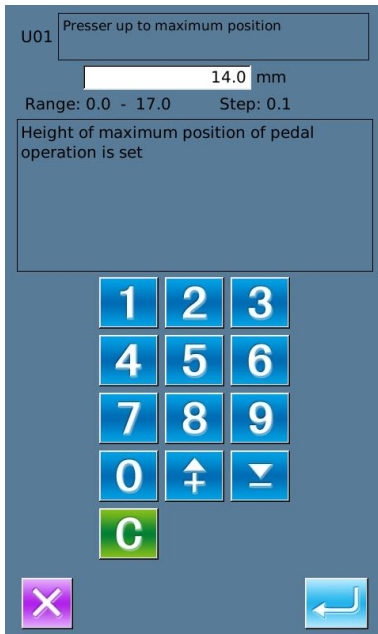 U01 Presser up to maximum position
14.0 mm
Range: 0.0 - 17.0 Step: 0.1
Height of maximum position of pedal
operation is set
1 2 3
4 5 6
7 8 9
0
C